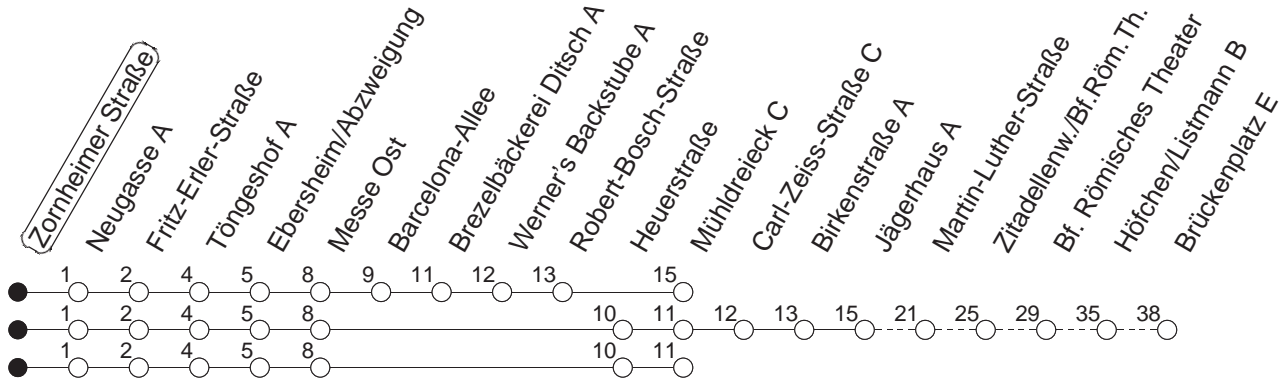 Zornheimer Straße
Neugasse A
Fritz-Erler-Straße
Töngeshof A
Ebersheim/Abzweigung
Messe Ost
Barcelona-Allee
Brezelbäckerei Ditsch A
Werner's Backstube A
Robert-Bosch-Straße
Heuerstraße
Mühldreieck C
Carl-Zeiss-Straße C
Birkenstraße A
Jägerhaus A
Martin-Luther-Straße
Zitadellenw./Bf.Röm. Th.
Bf. Römisches Theater
Höfchen/Listmann B
Brückenplatz E
1 2 4 5 8 9 11 12 13 15
1 2 4 5 8 10 11 12 13 15 21 25 29 35 38
1 2 4 5 8 10 11